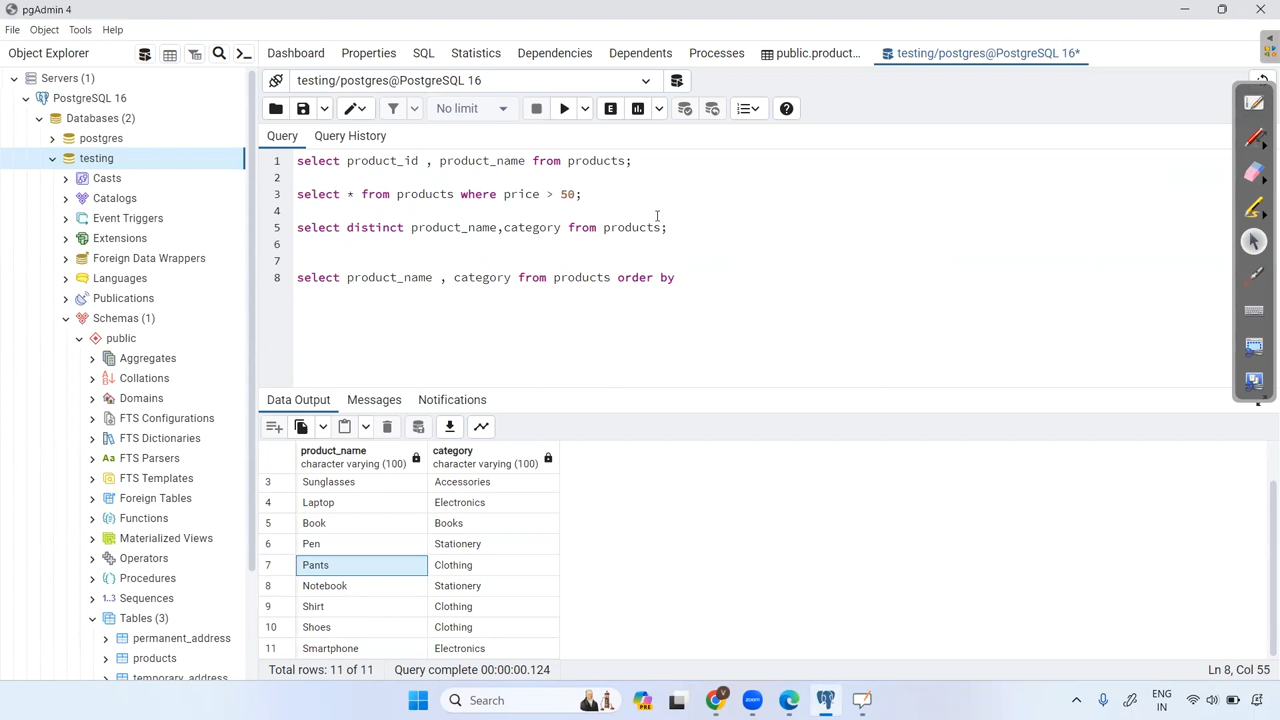 pgAdmin 4
File Object Tools Help
Object Explorer
Dashboard Properties SQL Statistics Dependencies Dependents Processes public.product... testing/postgres@PostgreSQL 16*
Servers (1)
PostgreSQL 16
Databases (2)
postgres
testing
Casts
Catalogs
Event Triggers
Extensions
Foreign Data Wrappers
Languages
Publications
Schemas (1)
public
Aggregates
Collations
Domains
FTS Configurations
FTS Dictionaries
FTS Parsers
FTS Templates
Foreign Tables
Functions
Materialized Views
Operators
Procedures
Sequences
Tables (3)
permanent_address
products
temporary_address
testing/postgres@PostgreSQL 16
No limit
Query Query History
1 select product_id , product_name from products;
2
3 select * from products where price > 50;
4
5 select distinct product_name,category from products;
6
7
8 select product_name , category from products order by
Data Output Messages Notifications
product_name category
character varying (100) character varying (100)
3 Sunglasses Accessories
4 Laptop Electronics
5 Book Books
6 Pen Stationery
7 Pants Clothing
8 Notebook Stationery
9 Shirt Clothing
10 Shoes Clothing
11 Smartphone Electronics
Total rows: 11 of 11 Query complete 00:00:00.124 Ln 8, Col 55
Search
ENG
IN